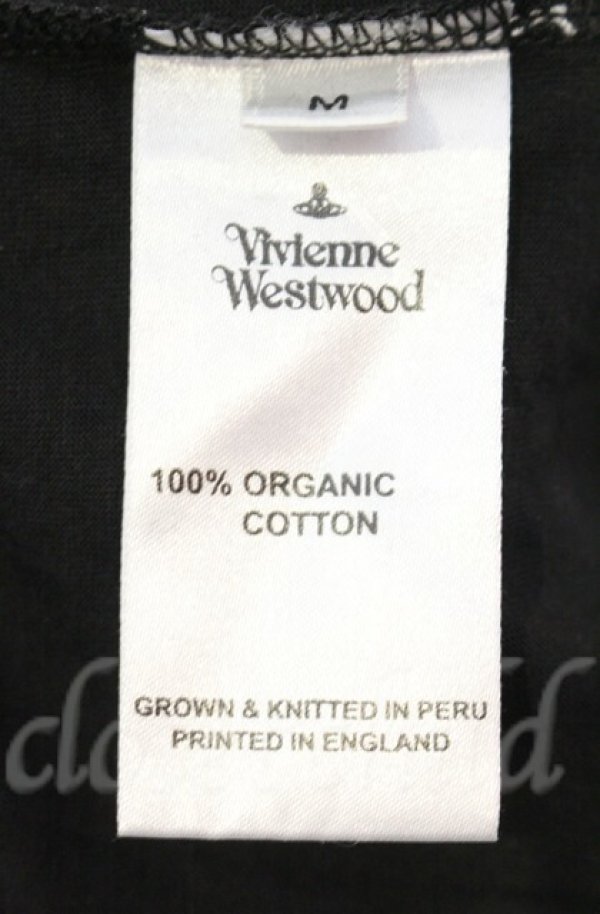 M
Vivienne
Westwood
100% ORGANIC
COTTON
GROWN & KNITTED IN PERU
PRINTED IN ENGLAND